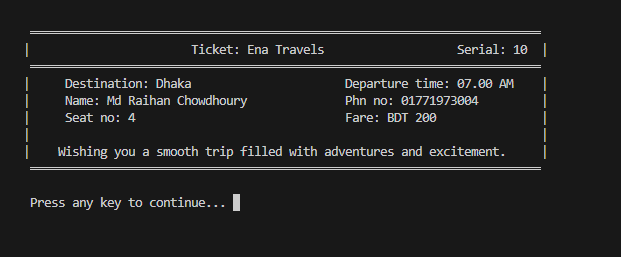 Ticket: Ena Travels Serial: 10
Destination: Dhaka Departure time: 07.00 AM
Name: Md Raihan Chowdhoury Phn no: 01771973004
Seat no: 4 Fare: BDT 200
Wishing you a smooth trip filled with adventures and excitement.
Press any key to continue...